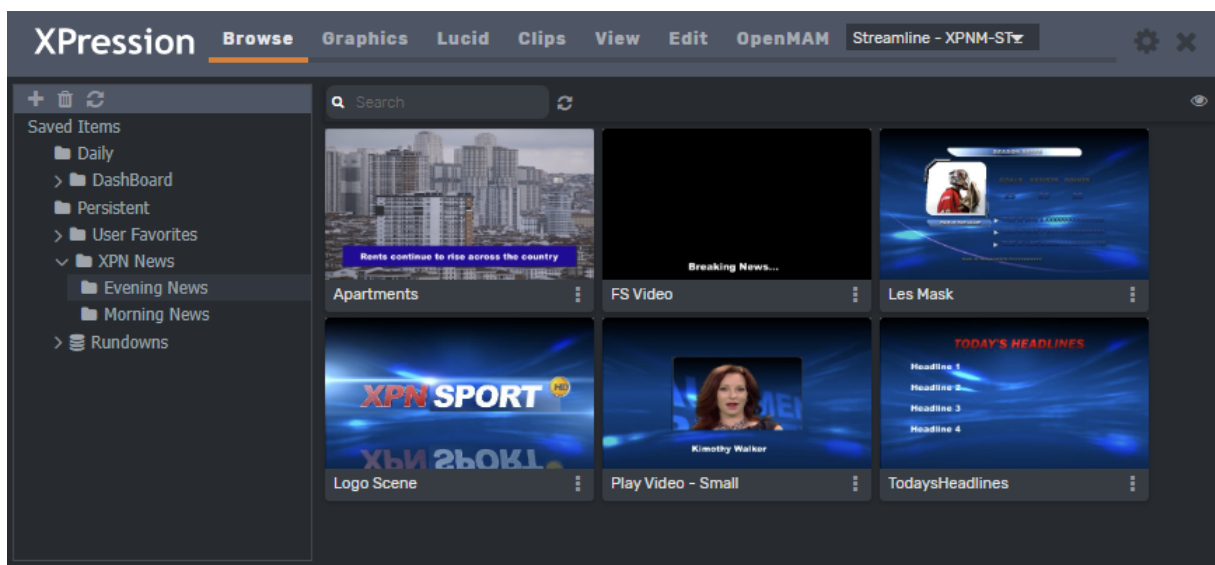 XPression Browse Graphics Lucid Clips View Edit OpenMAM Streamline - XPNM-ST
Saved Items
Daily
DashBoard
Persistent
User Favorites
XPN News
Evening News
Morning News
Rundowns
Search
Rents continue to rise across the country
Apartments
Breaking News...
FS Video
Les Mask
XPN SPORT HD
Logo Scene
Kimothy Walker
Play Video - Small
TODAY'S HEADLINES
Headline 1
Headline 2
Headline 3
Headline 4
TodaysHeadlines